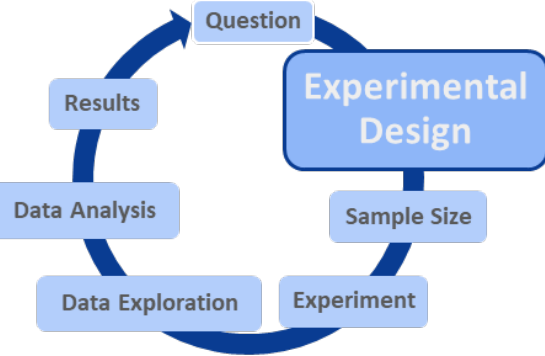 Question
Experimental
Design
Results
Data Analysis
Sample Size
Data Exploration
Experiment